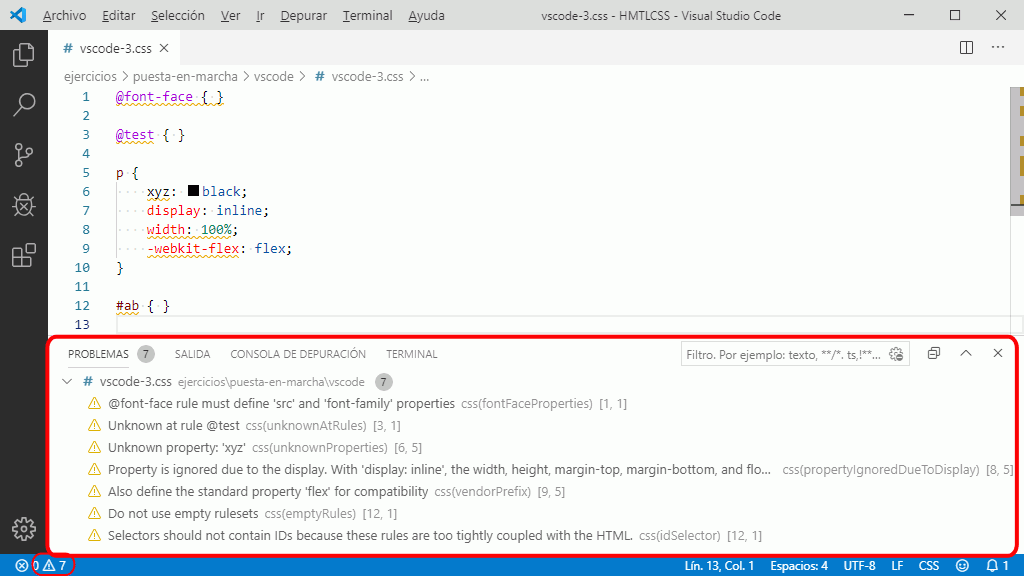 Archivo Editar Selección Ver Ir Depurar Terminal Ayuda vscode-3.css - HMTLCSS - Visual Studio Code
# vscode-3.css
ejercicios > puesta-en-marcha > vscode > # vscode-3.css > ...
1 @font-face { }
2
3 @test { }
4
5 p {
6 xyz: black;
7 display: inline;
8 width: 100%;
9 -webkit-flex: flex;
10 }
11
12 #ab { }
13
PROBLEMAS 7 SALIDA CONSOLA DE DEPURACIÓN TERMINAL Filtro. Por ejemplo: texto, **/*. ts,!**...
# vscode-3.css ejercicios\puesta-en-marcha\vscode 7
@font-face rule must define 'src' and 'font-family' properties css(fontFaceProperties) [1, 1]
Unknown at rule @test css(unknownAtRules) [3, 1]
Unknown property: 'xyz' css(unknownProperties) [6, 5]
Property is ignored due to the display. With 'display: inline', the width, height, margin-top, margin-bottom, and flo... css(propertyIgnoredDueToDisplay) [8, 5]
Also define the standard property 'flex' for compatibility css(vendorPrefix) [9, 5]
Do not use empty rulesets css(emptyRules) [12, 1]
Selectors should not contain IDs because these rules are too tightly coupled with the HTML. css(idSelector) [12, 1]
0 7 Lín. 13, Col. 1 Espacios: 4 UTF-8 LF CSS 1